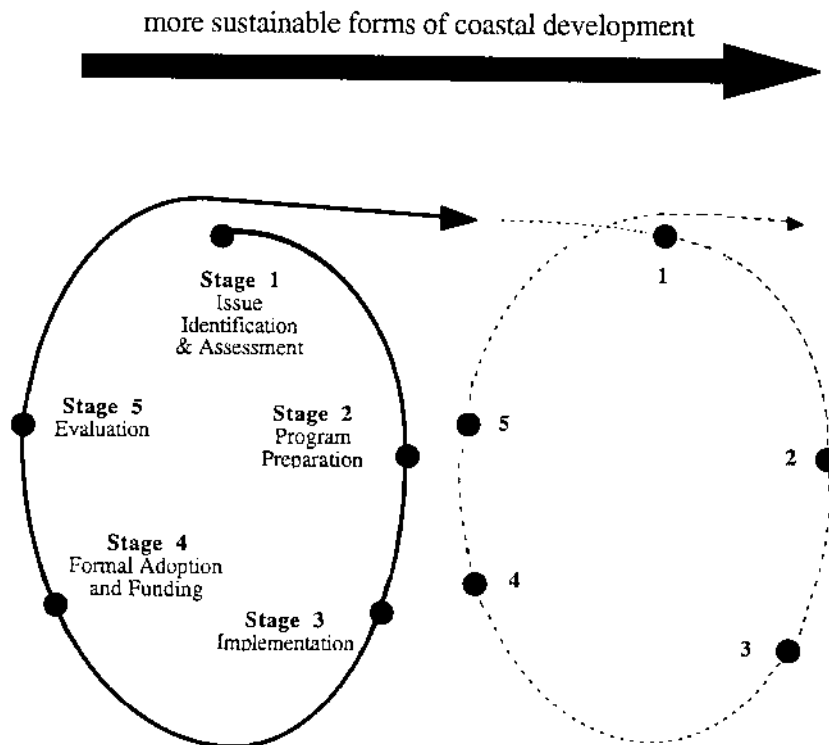 more sustainable forms of coastal development
Stage 1
Issue
Identification
& Assessment
Stage 2
Program
Preparation
Stage 3
Implementation
Stage 4
Formal Adoption
and Funding
Stage 5
Evaluation
1
2
3
4
5